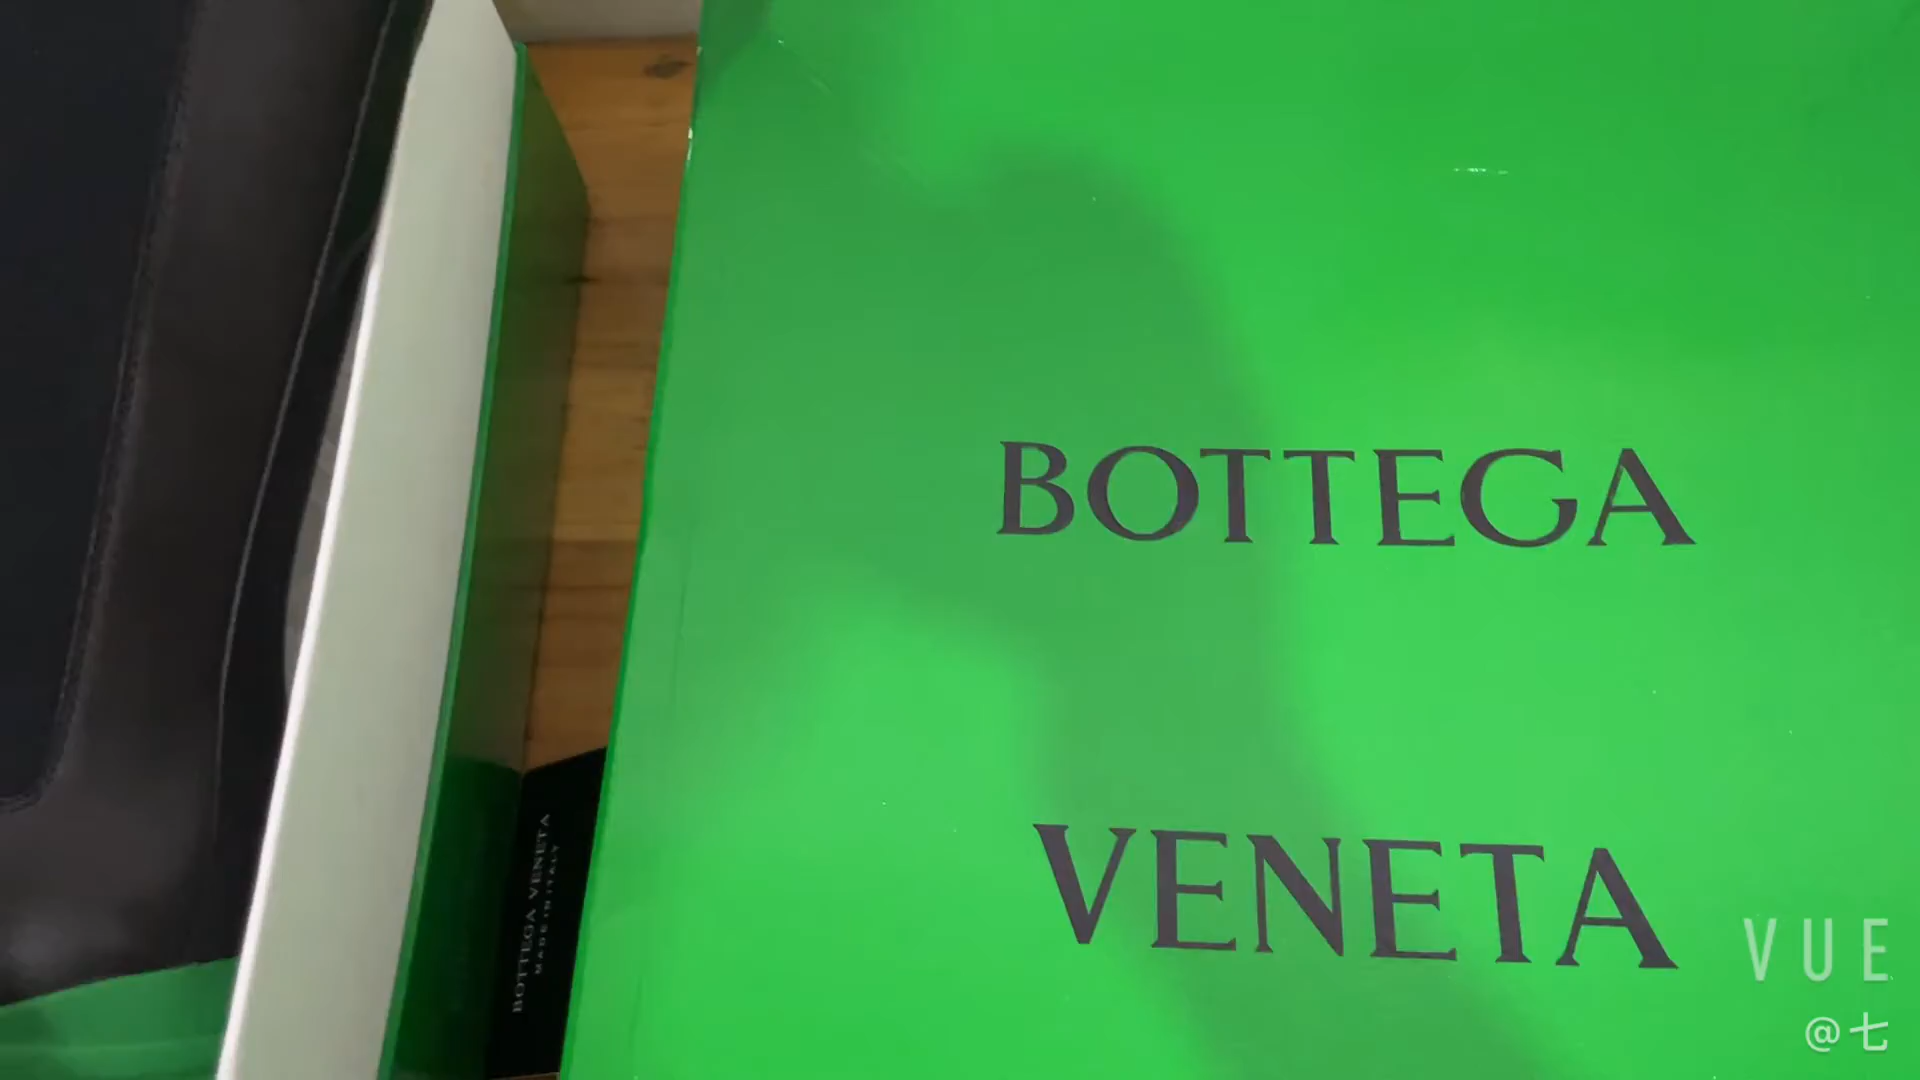 BOTTEGA
VENETA
BOTTEGA VENETA
MADE IN ITALY
VUE
@七